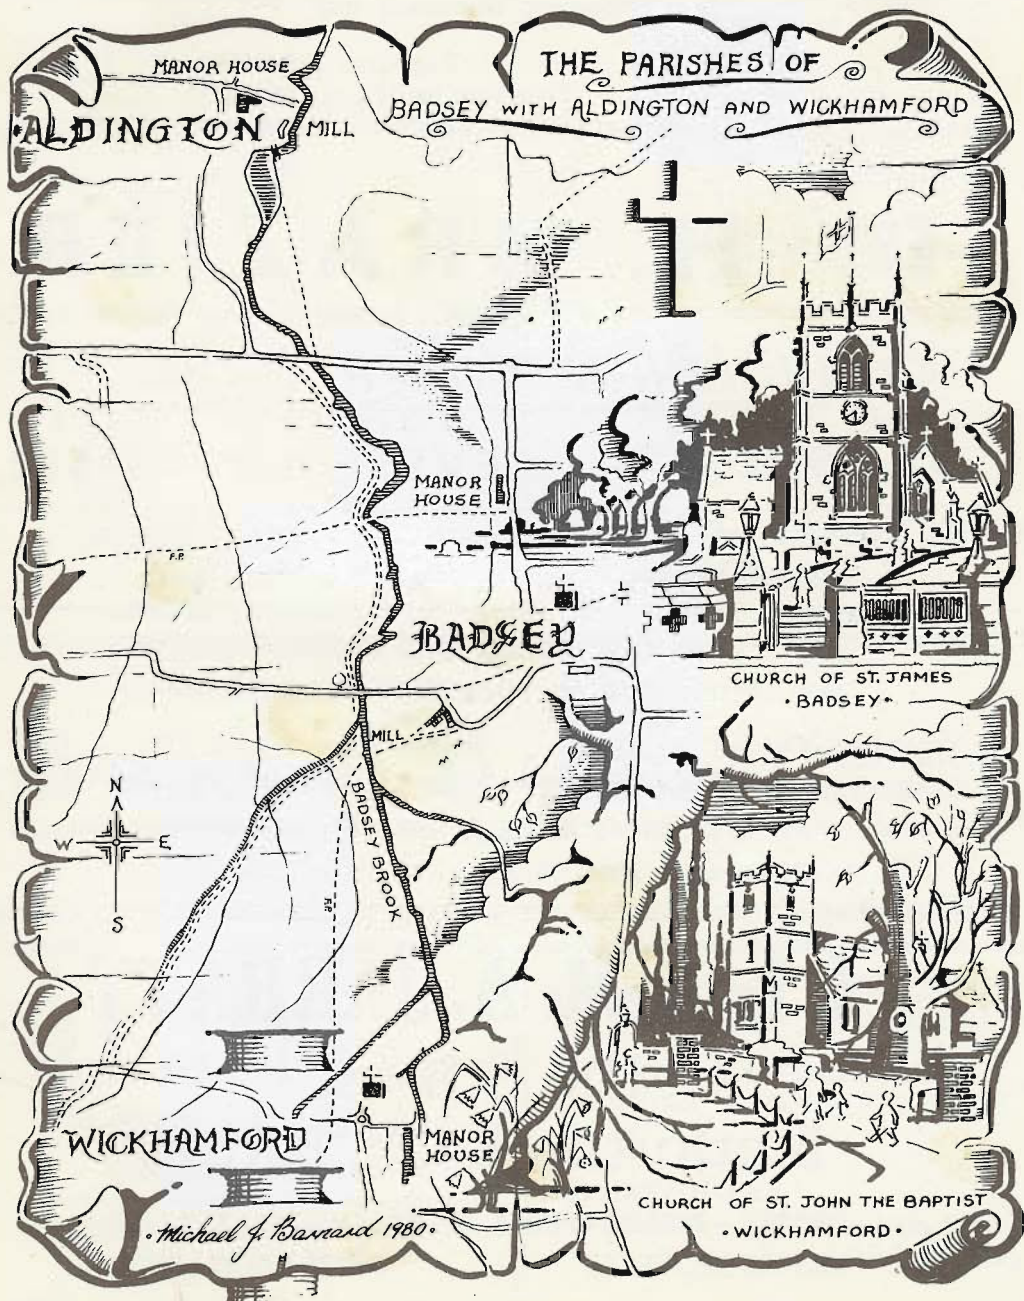 THE PARISHES OF
BADSEY WITH ALDINGTON AND WICKHAMFORD
MANOR HOUSE
ALDINGTON
MILL
MANOR
HOUSE
F.P.
BADSEY
CHURCH OF ST. JAMES
· BADSEY ·
MILL
BADSEY BROOK
N
W E
S
F.P.
WICKHAMFORD
MANOR
HOUSE
CHURCH OF ST. JOHN THE BAPTIST
· WICKHAMFORD ·
· Michael J. Barnard 1980 ·